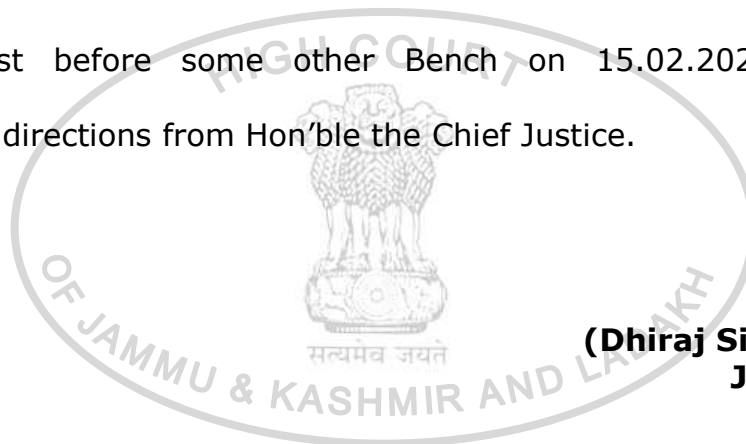 st before some other Bench on 15.02.202
directions from Hon’ble the Chief Justice.
HIGH COURT
OF JAMMU & KASHMIR AND LADAKH
सत्यमेव जयते
(Dhiraj Si
J